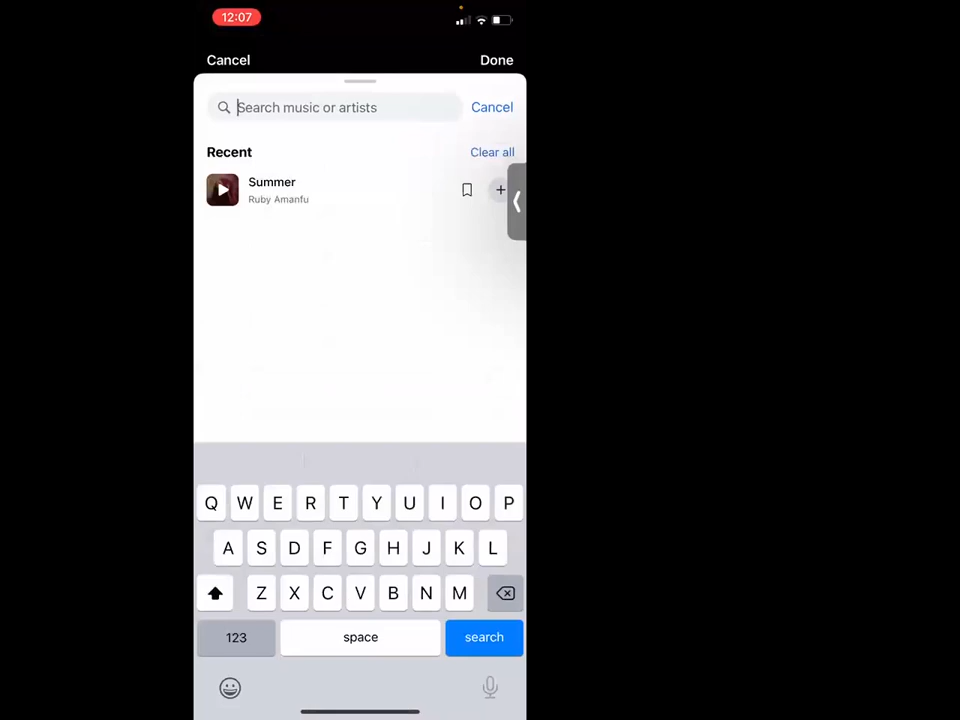 12:07
Cancel Done
Search music or artists Cancel
Recent Clear all
Summer
Ruby Amanfu
Q W E R T Y U I O P
A S D F G H J K L
Z X C V B N M
123 space search